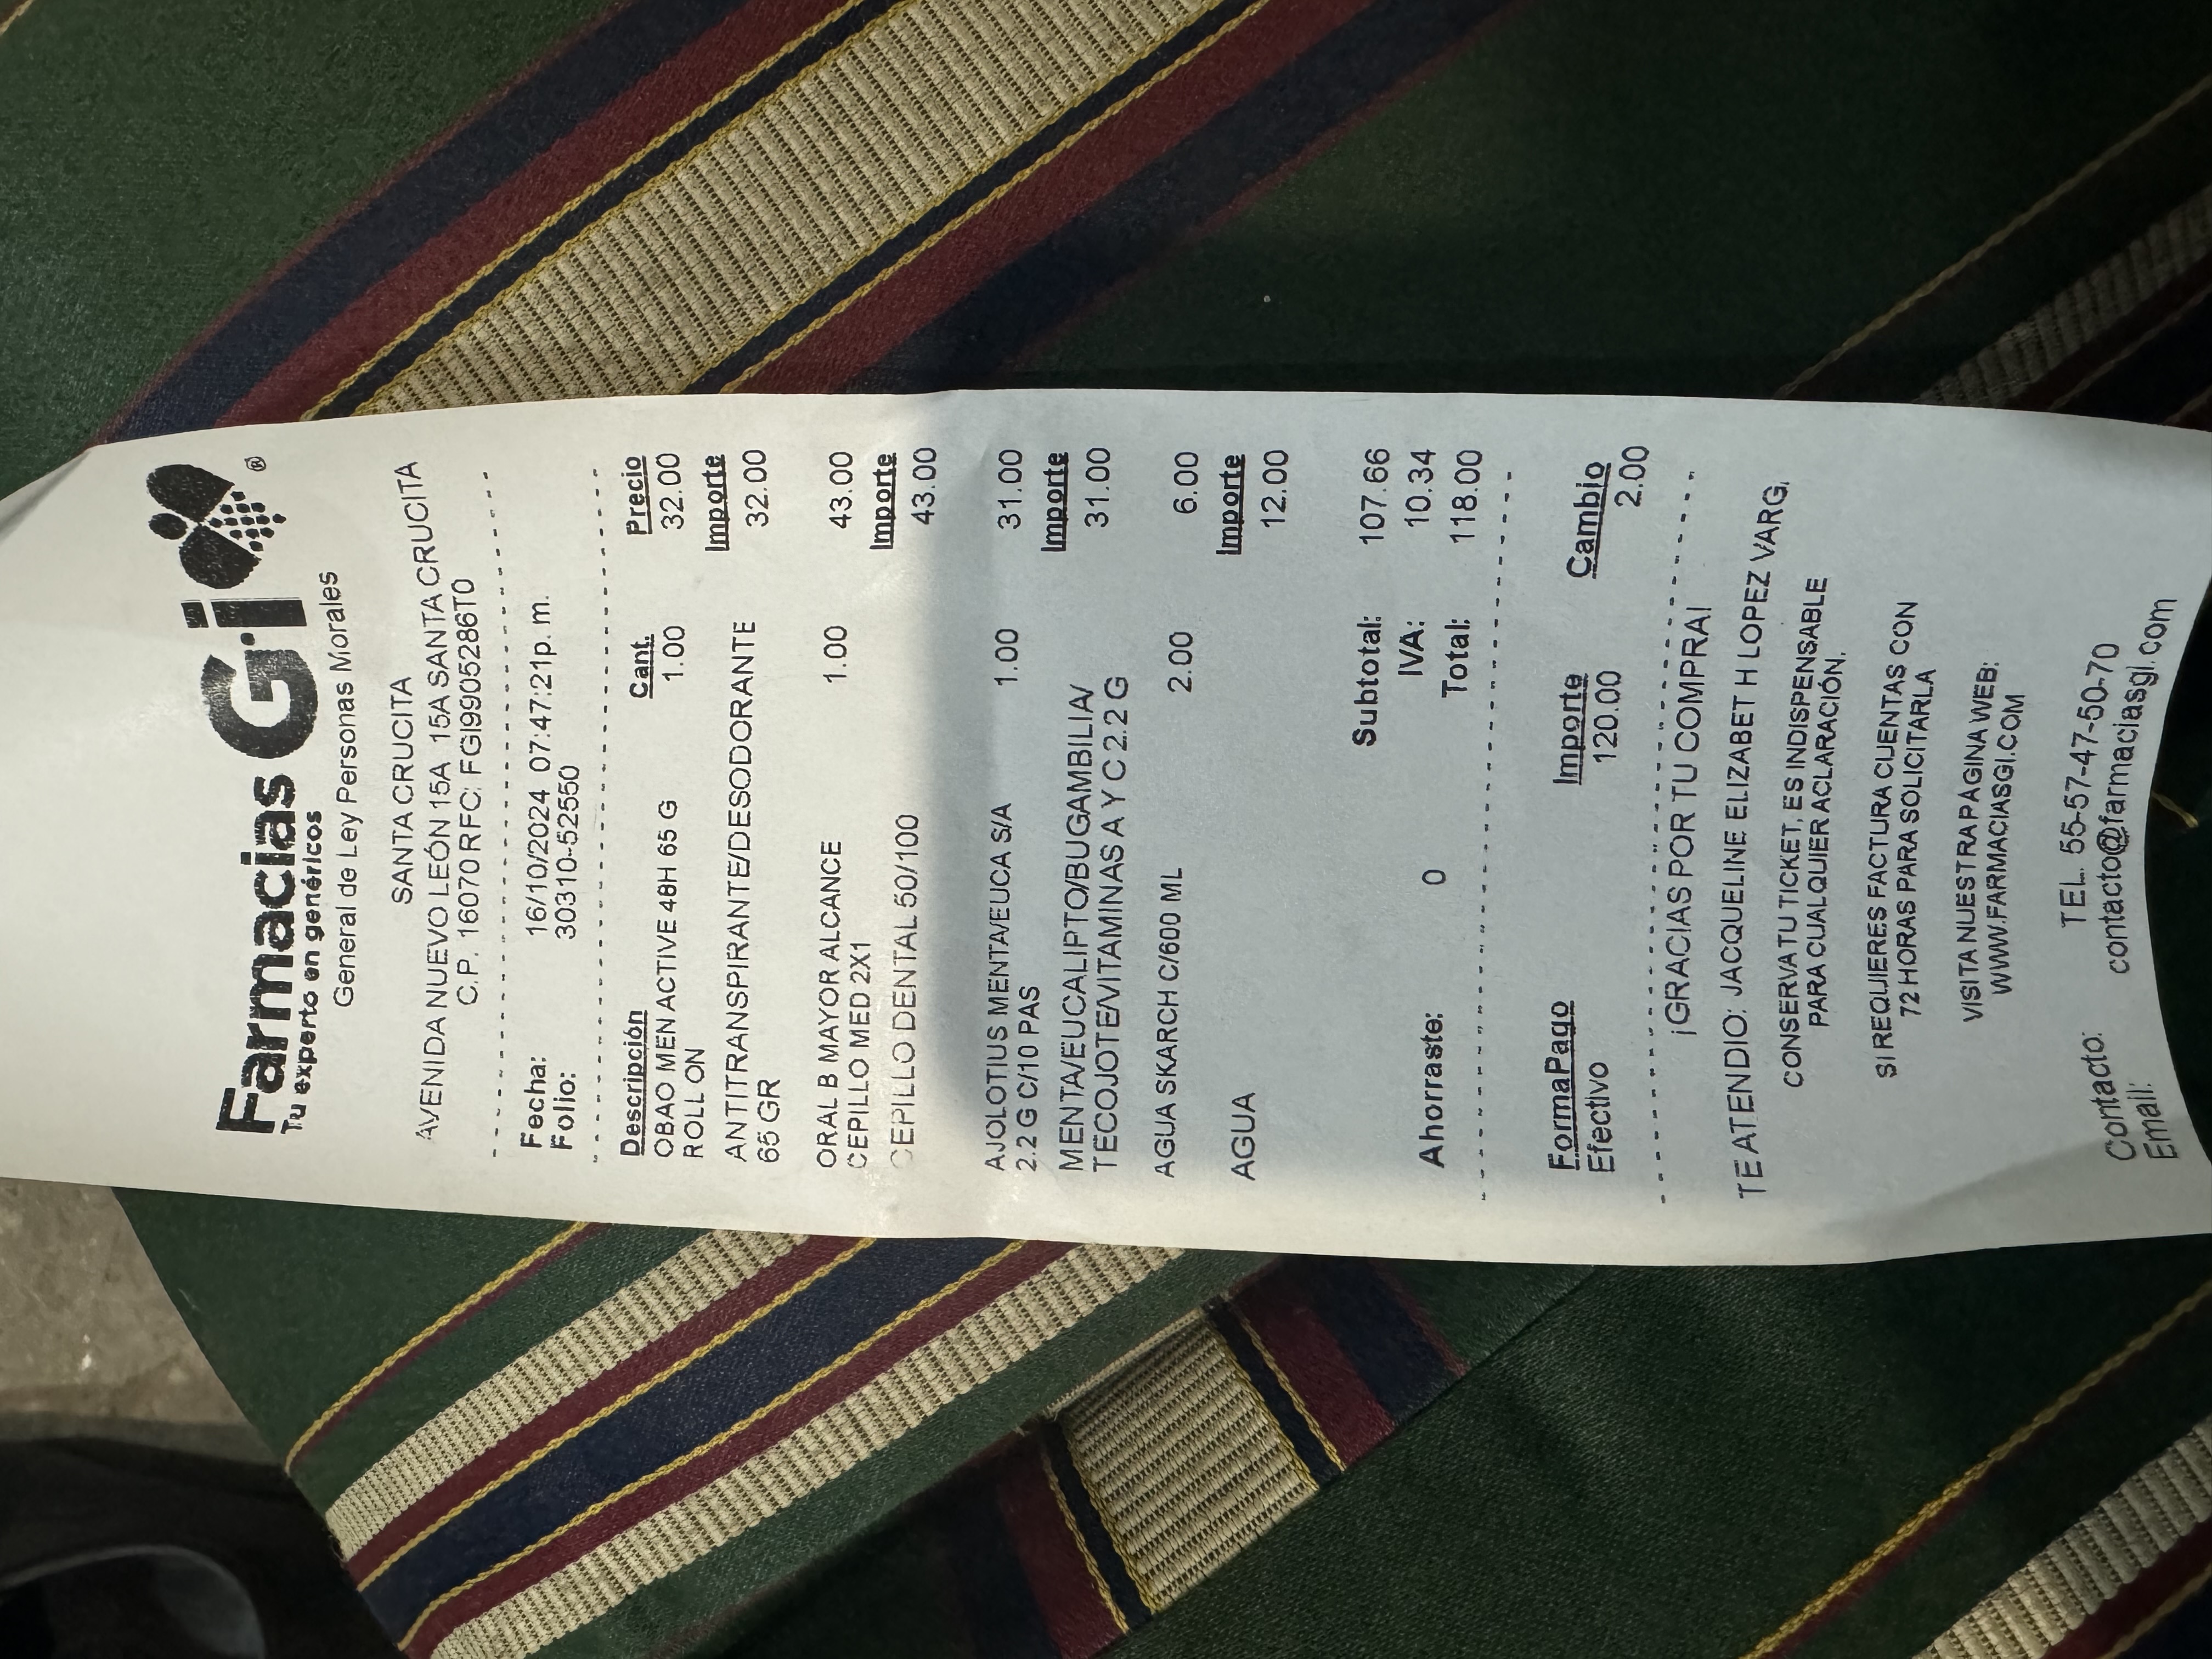 Farmacias Gi ®
Tu experto en genéricos
General de Ley Personas Morales
SANTA CRUCITA
AVENIDA NUEVO LEÓN 15A 15A SANTA CRUCITA
C.P. 16070 RFC: FGI9905286T0
Fecha: 16/10/2024 07:47:21p. m.
Folio: 30310-52550
Descripción Cant. Precio
OBAO MEN ACTIVE 48H 65 G 1.00 32.00
ROLL ON
Importe
ANTITRANSPIRANTE/DESODORANTE 32.00
65 GR
ORAL B MAYOR ALCANCE 1.00 43.00
CEPILLO MED 2X1
Importe
CEPILLO DENTAL 50/100 43.00
AJOLOTIUS MENTA/EUCA S/A 1.00 31.00
2.2 G C/10 PAS
Importe
MENTA/EUCALIPTO/BUGAMBILIA/
TECOJOTE/VITAMINAS A Y C 2.2 G 31.00
AGUA SKARCH C/600 ML 2.00 6.00
Importe
AGUA 12.00
Subtotal: 107.66
IVA: 10.34
Ahorraste: 0 Total: 118.00
FormaPago Importe Cambio
Efectivo 120.00 2.00
¡GRACIAS POR TU COMPRA!
TE ATENDIO: JACQUELINE ELIZABET H LOPEZ VARG.
CONSERVA TU TICKET, ES INDISPENSABLE
PARA CUALQUIER ACLARACIÓN.
SI REQUIERES FACTURA CUENTAS CON
72 HORAS PARA SOLICITARLA
VISITA NUESTRA PAGINA WEB:
WWW.FARMACIASGI.COM
Contacto: TEL. 55-57-47-50-70
Email: contacto@farmaciasgi.com